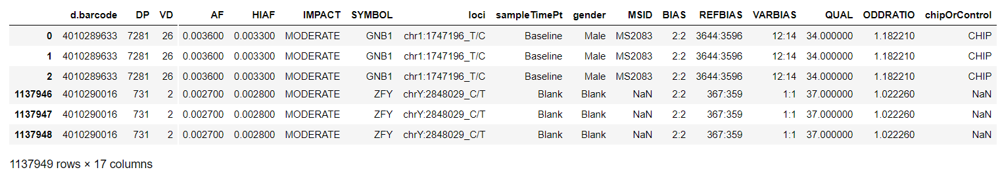 d.barcode DP VD AF HIAF IMPACT SYMBOL loci sampleTimePt gender MSID BIAS REFBIAS VARBIAS QUAL ODDRATIO chipOrControl
0 4010289633 7281 26 0.003600 0.003300 MODERATE GNB1 chr1:1747196_T/C Baseline Male MS2083 2:2 3644:3596 12:14 34.000000 1.182210 CHIP
1 4010289633 7281 26 0.003600 0.003300 MODERATE GNB1 chr1:1747196_T/C Baseline Male MS2083 2:2 3644:3596 12:14 34.000000 1.182210 CHIP
2 4010289633 7281 26 0.003600 0.003300 MODERATE GNB1 chr1:1747196_T/C Baseline Male MS2083 2:2 3644:3596 12:14 34.000000 1.182210 CHIP
1137946 4010290016 731 2 0.002700 0.002800 MODERATE ZFY chrY:2848029_C/T Blank Blank NaN 2:2 367:359 1:1 37.000000 1.022260 NaN
1137947 4010290016 731 2 0.002700 0.002800 MODERATE ZFY chrY:2848029_C/T Blank Blank NaN 2:2 367:359 1:1 37.000000 1.022260 NaN
1137948 4010290016 731 2 0.002700 0.002800 MODERATE ZFY chrY:2848029_C/T Blank Blank NaN 2:2 367:359 1:1 37.000000 1.022260 NaN
1137949 rows × 17 columns